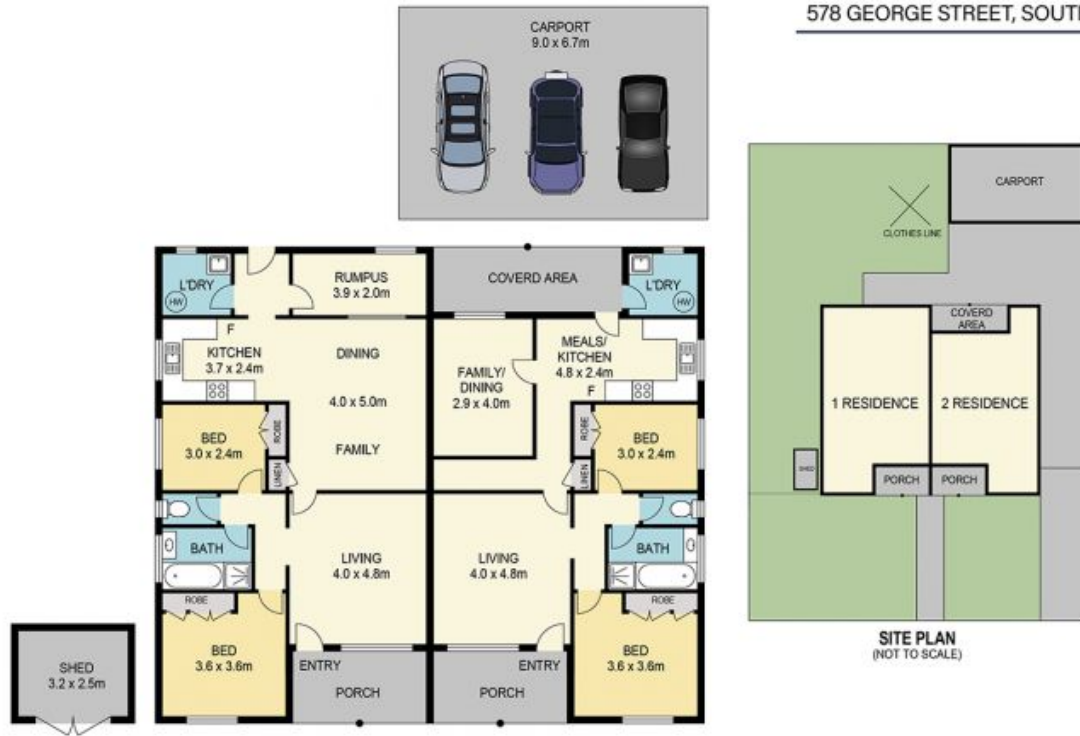 578 GEORGE STREET, SOUTH
CARPORT
9.0 x 6.7m
CARPORT
CLOTHES LINE
COVERD
AREA
1 RESIDENCE
2 RESIDENCE
SHED
PORCH
PORCH
SITE PLAN
(NOT TO SCALE)
L'DRY
HW
RUMPUS
3.9 x 2.0m
COVERD AREA
L'DRY
HW
F
KITCHEN
3.7 x 2.4m
DINING
4.0 x 5.0m
FAMILY
FAMILY/
DINING
2.9 x 4.0m
MEALS/
KITCHEN
4.8 x 2.4m
F
BED
3.0 x 2.4m
ROBE
LINEN
ROBE
LINEN
BED
3.0 x 2.4m
BATH
LIVING
4.0 x 4.8m
LIVING
4.0 x 4.8m
BATH
ROBE
BED
3.6 x 3.6m
ENTRY
PORCH
ENTRY
PORCH
ROBE
BED
3.6 x 3.6m
SHED
3.2 x 2.5m